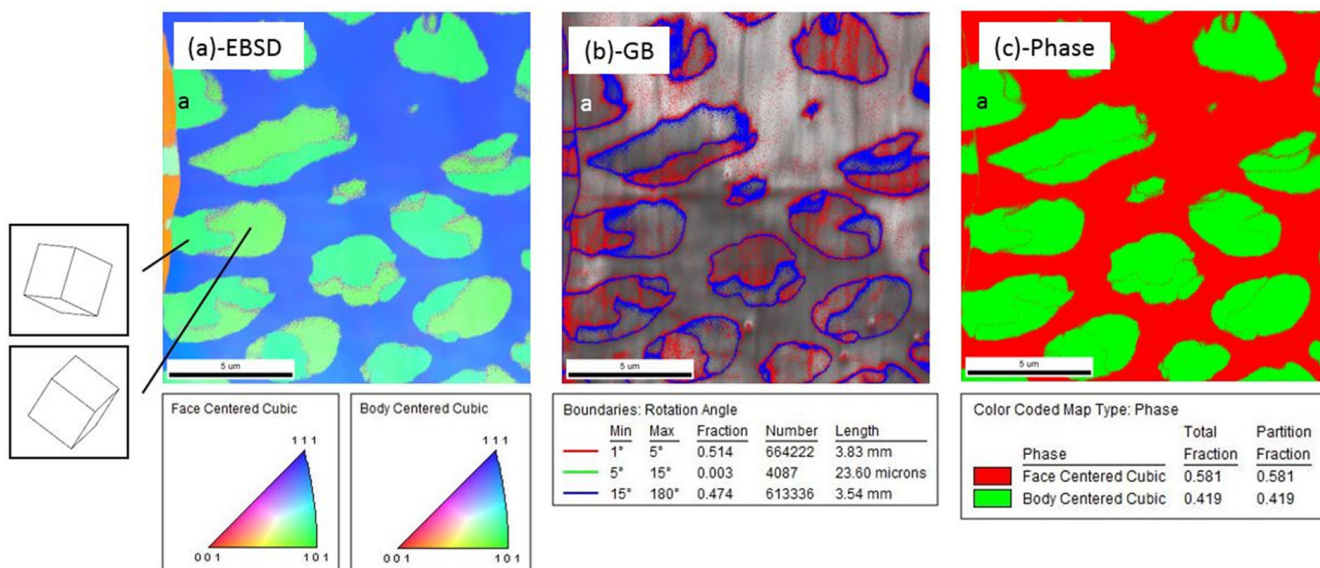 (a)-EBSD
a
5 um
(b)-GB
a
5 um
(c)-Phase
a
5 um
Face Centered Cubic
1 1 1
0 0 1
1 0 1
Body Centered Cubic
1 1 1
0 0 1
1 0 1
Boundaries: Rotation Angle
Min Max Fraction Number Length
1° 5° 0.514 664222 3.83 mm
5° 15° 0.003 4087 23.60 microns
15° 180° 0.474 613336 3.54 mm
Color Coded Map Type: Phase
Total Partition
Phase Fraction Fraction
Face Centered Cubic 0.581 0.581
Body Centered Cubic 0.419 0.419